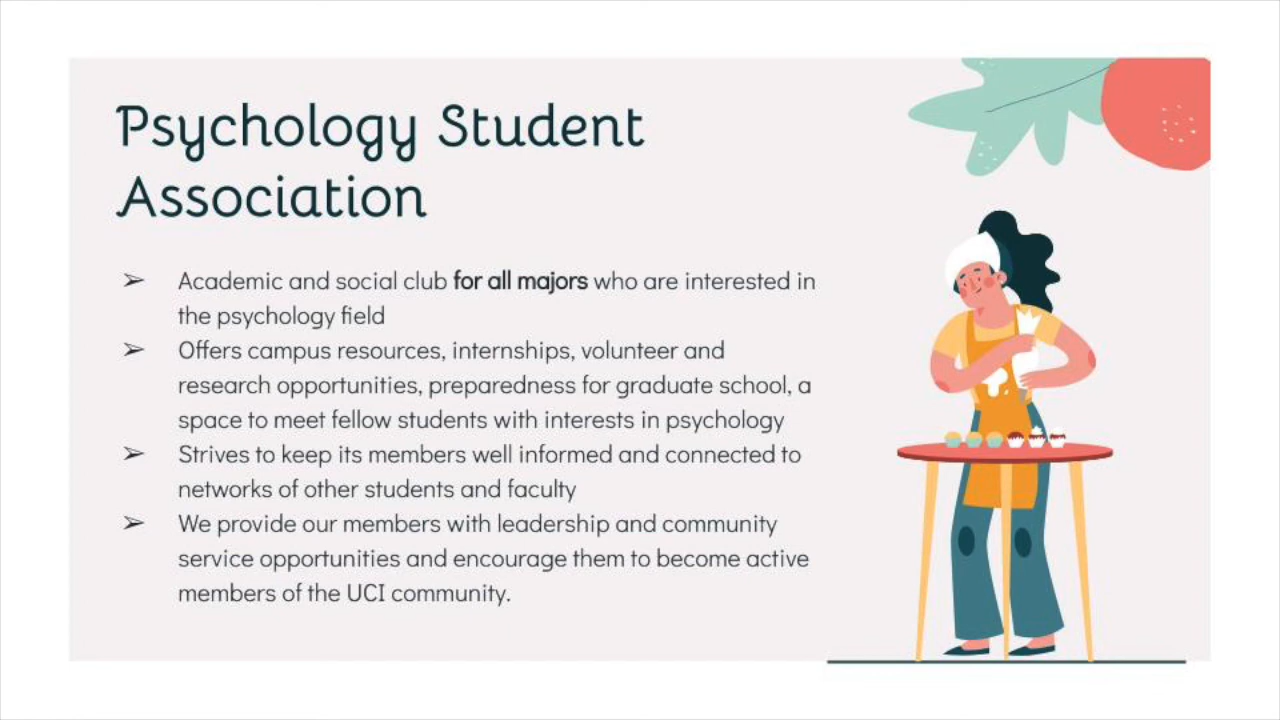 Psychology Student
Association
➢ Academic and social club for all majors who are interested in
the psychology field
➢ Offers campus resources, internships, volunteer and
research opportunities, preparedness for graduate school, a
space to meet fellow students with interests in psychology
➢ Strives to keep its members well informed and connected to
networks of other students and faculty
➢ We provide our members with leadership and community
service opportunities and encourage them to become active
members of the UCI community.